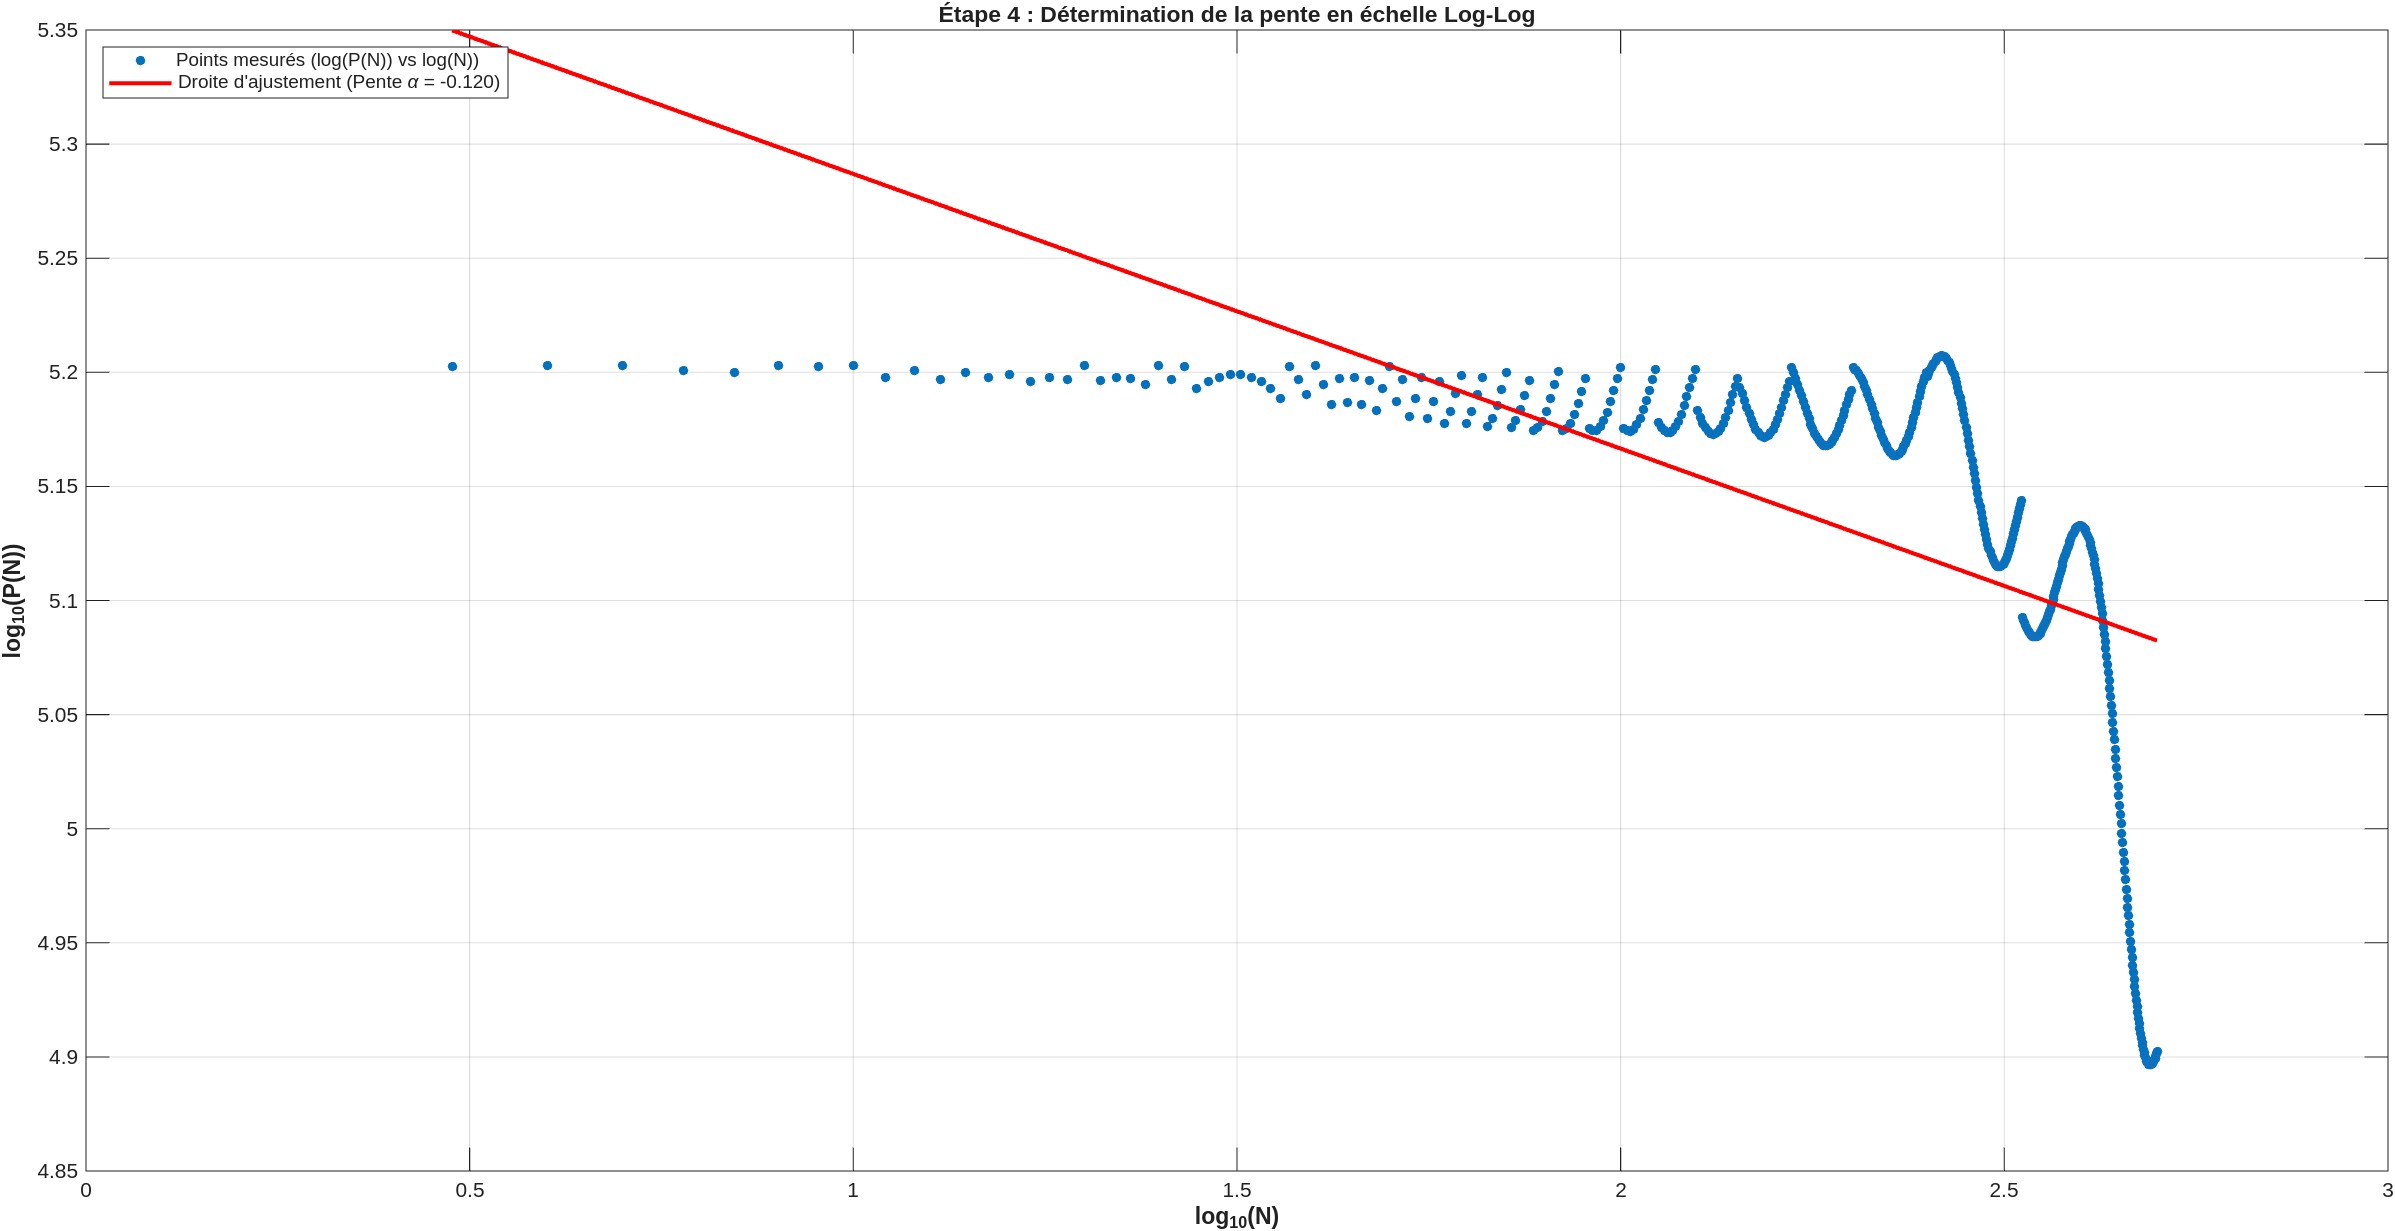 Étape 4 : Détermination de la pente en échelle Log-Log
Points mesurés (log(P(N)) vs log(N))
Droite d'ajustement (Pente α = -0.120)
5.35
5.3
5.25
5.2
5.15
5.1
5.05
5
4.95
4.9
4.85
log₁₀(P(N))
0 0.5 1 1.5 2 2.5 3
log₁₀(N)